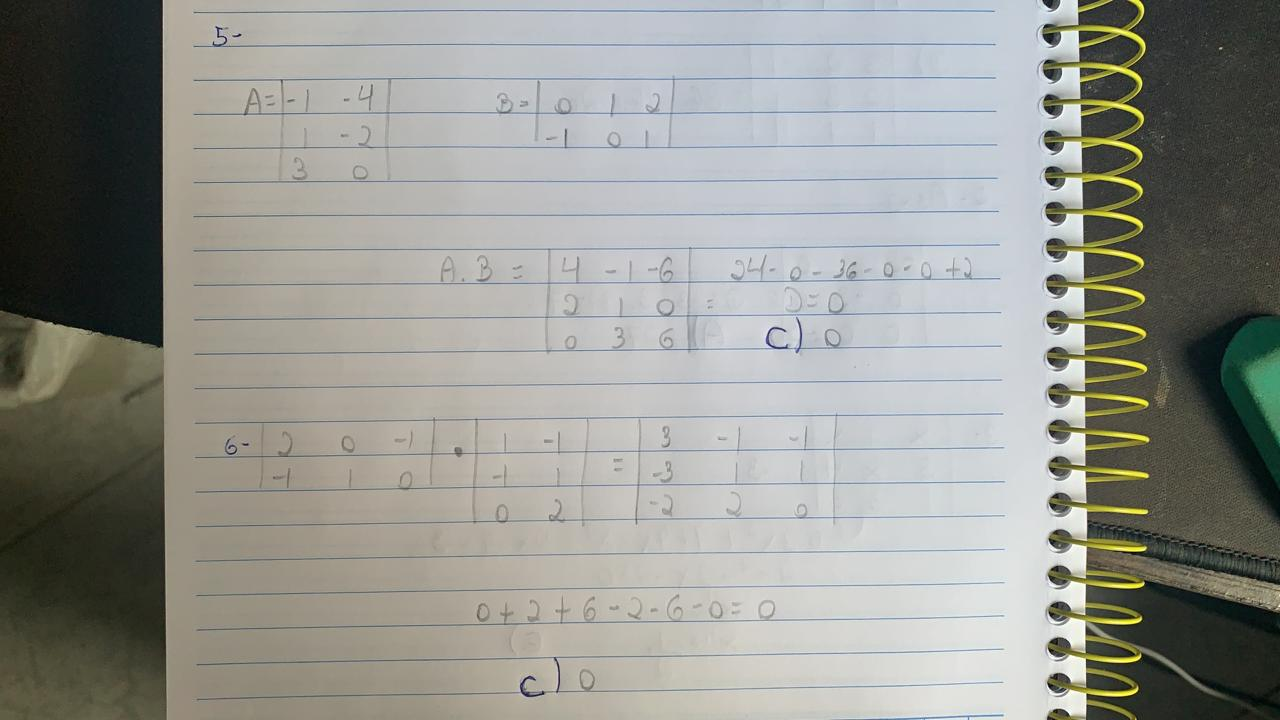 5-
A= |-1 -4| B= |0 1 2|
|1 -2| |-1 0 1|
|3 0|
A.B = |4 -1 -6| 24-0-36-0-0+2
|2 1 0| = D=0
|0 3 6| C) 0
6- |2 0 -1| . |1 -1| = |3 -1 -1|
|-1 1 0| |-1 1| |-3 1 1|
|0 2| |-2 2 0|
0+2+6-2-6-0=0
C) 0